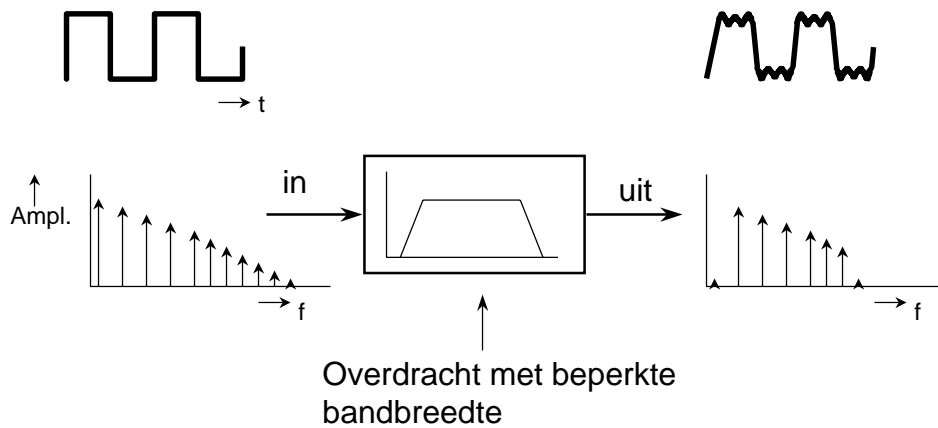 t
in
uit
Ampl.
f
f
Overdracht met beperkte
bandbreedte